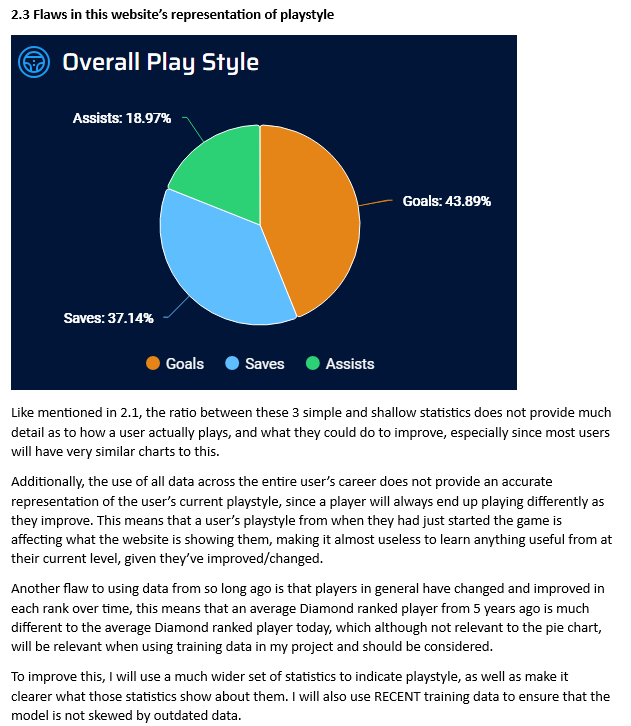 2.3 Flaws in this website’s representation of playstyle
Overall Play Style
Assists: 18.97%
Goals: 43.89%
Saves: 37.14%
Goals
Saves
Assists
Like mentioned in 2.1, the ratio between these 3 simple and shallow statistics does not provide much
detail as to how a user actually plays, and what they could do to improve, especially since most users
will have very similar charts to this.
Additionally, the use of all data across the entire user’s career does not provide an accurate
representation of the user’s current playstyle, since a player will always end up playing differently as
they improve. This means that a user’s playstyle from when they had just started the game is
affecting what the website is showing them, making it almost useless to learn anything useful from at
their current level, given they’ve improved/changed.
Another flaw to using data from so long ago is that players in general have changed and improved in
each rank over time, this means that an average Diamond ranked player from 5 years ago is much
different to the average Diamond ranked player today, which although not relevant to the pie chart,
will be relevant when using training data in my project and should be considered.
To improve this, I will use a much wider set of statistics to indicate playstyle, as well as make it
clearer what those statistics show about them. I will also use RECENT training data to ensure that the
model is not skewed by outdated data.